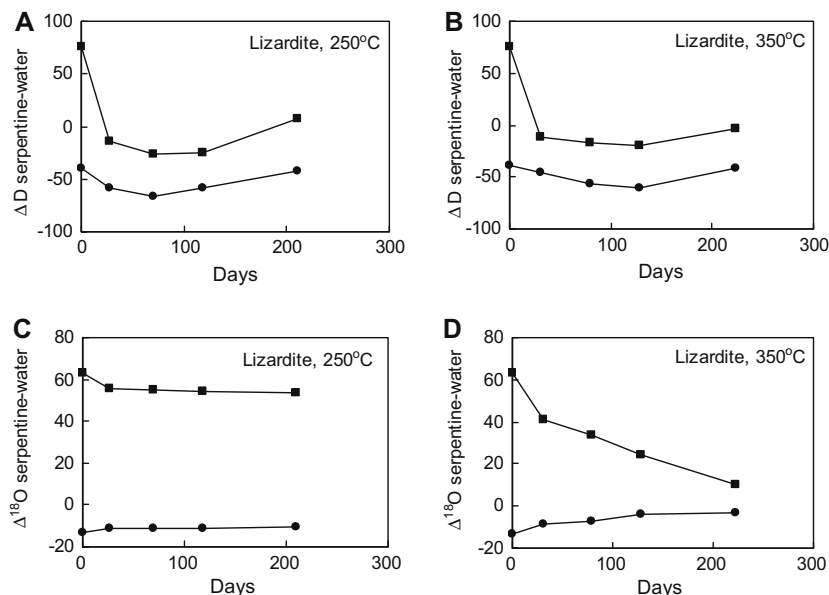 A
Lizardite, 250°C
100
50
0
-50
-100
ΔD serpentine-water
0
100
200
300
Days
B
Lizardite, 350°C
100
50
0
-50
-100
ΔD serpentine-water
0
100
200
300
Days
C
Lizardite, 250°C
80
60
40
20
0
-20
Δ¹⁸O serpentine-water
0
100
200
300
Days
D
Lizardite, 350°C
80
60
40
20
0
-20
Δ¹⁸O serpentine-water
0
100
200
300
Days